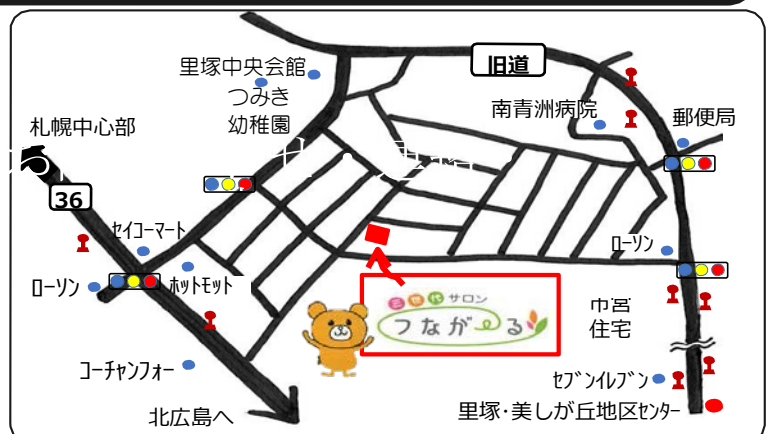 里塚中央会館
つみき
幼稚園
旧道
南青洲病院
郵便局
札幌中心部
36
セイコーマート
ローソン
ホットモット
ローソン
三世代サロン
つながーる
市営
住宅
コーチャンフォー
セブンイレブン
北広島へ
里塚・美しが丘地区センター